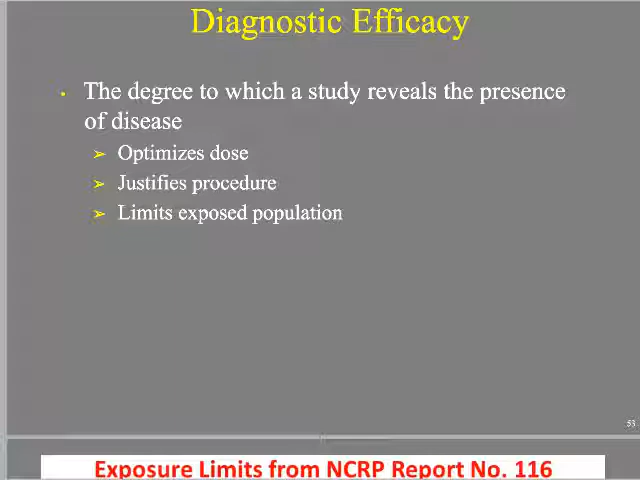 Diagnostic Efficacy
• The degree to which a study reveals the presence
of disease
➢ Optimizes dose
➢ Justifies procedure
➢ Limits exposed population
53
Exposure Limits from NCRP Report No. 116